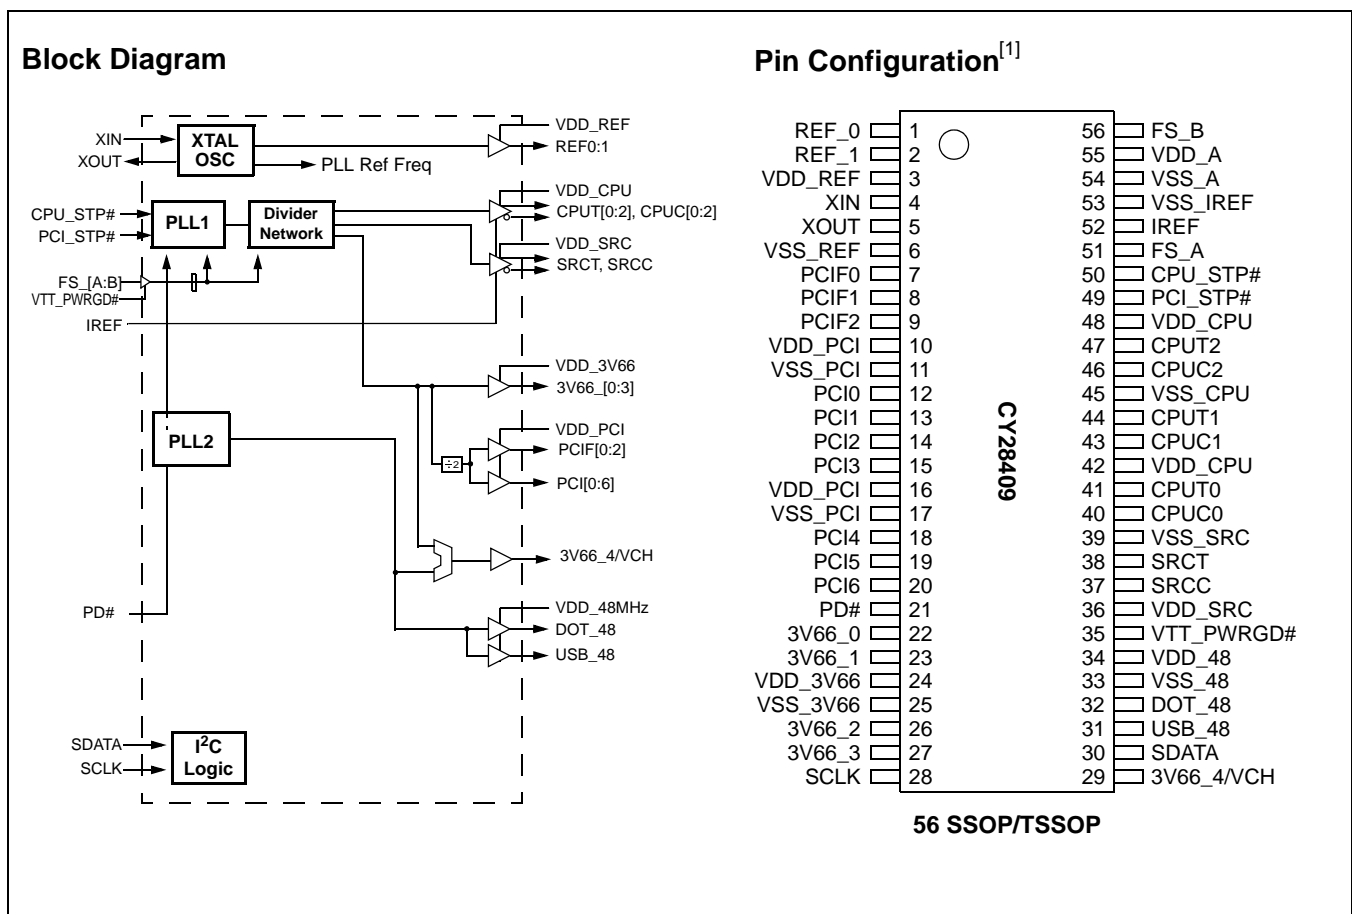 Block Diagram
XIN
XOUT
XTAL
OSC
PLL Ref Freq
VDD_REF
REF0:1
CPU_STP#
PCI_STP#
PLL1
Divider
Network
VDD_CPU
CPUT[0:2], CPUC[0:2]
VDD_SRC
SRCT, SRCC
FS_[A:B]
VTT_PWRGD#
IREF
VDD_3V66
3V66_[0:3]
PLL2
VDD_PCI
PCIF[0:2]
÷2
PCI[0:6]
3V66_4/VCH
PD#
VDD_48MHz
DOT_48
USB_48
SDATA
SCLK
I2C
Logic
Pin Configuration[1]
REF_0 1 56 FS_B
REF_1 2 55 VDD_A
VDD_REF 3 54 VSS_A
XIN 4 53 VSS_IREF
XOUT 5 52 IREF
VSS_REF 6 51 FS_A
PCIF0 7 50 CPU_STP#
PCIF1 8 49 PCI_STP#
PCIF2 9 48 VDD_CPU
VDD_PCI 10 47 CPUT2
VSS_PCI 11 46 CPUC2
PCI0 12 45 VSS_CPU
PCI1 13 44 CPUT1
PCI2 14 43 CPUC1
PCI3 15 42 VDD_CPU
VDD_PCI 16 41 CPUT0
VSS_PCI 17 40 CPUC0
PCI4 18 39 VSS_SRC
PCI5 19 38 SRCT
PCI6 20 37 SRCC
PD# 21 36 VDD_SRC
3V66_0 22 35 VTT_PWRGD#
3V66_1 23 34 VDD_48
VDD_3V66 24 33 VSS_48
VSS_3V66 25 32 DOT_48
3V66_2 26 31 USB_48
3V66_3 27 30 SDATA
SCLK 28 29 3V66_4/VCH
CY28409
56 SSOP/TSSOP